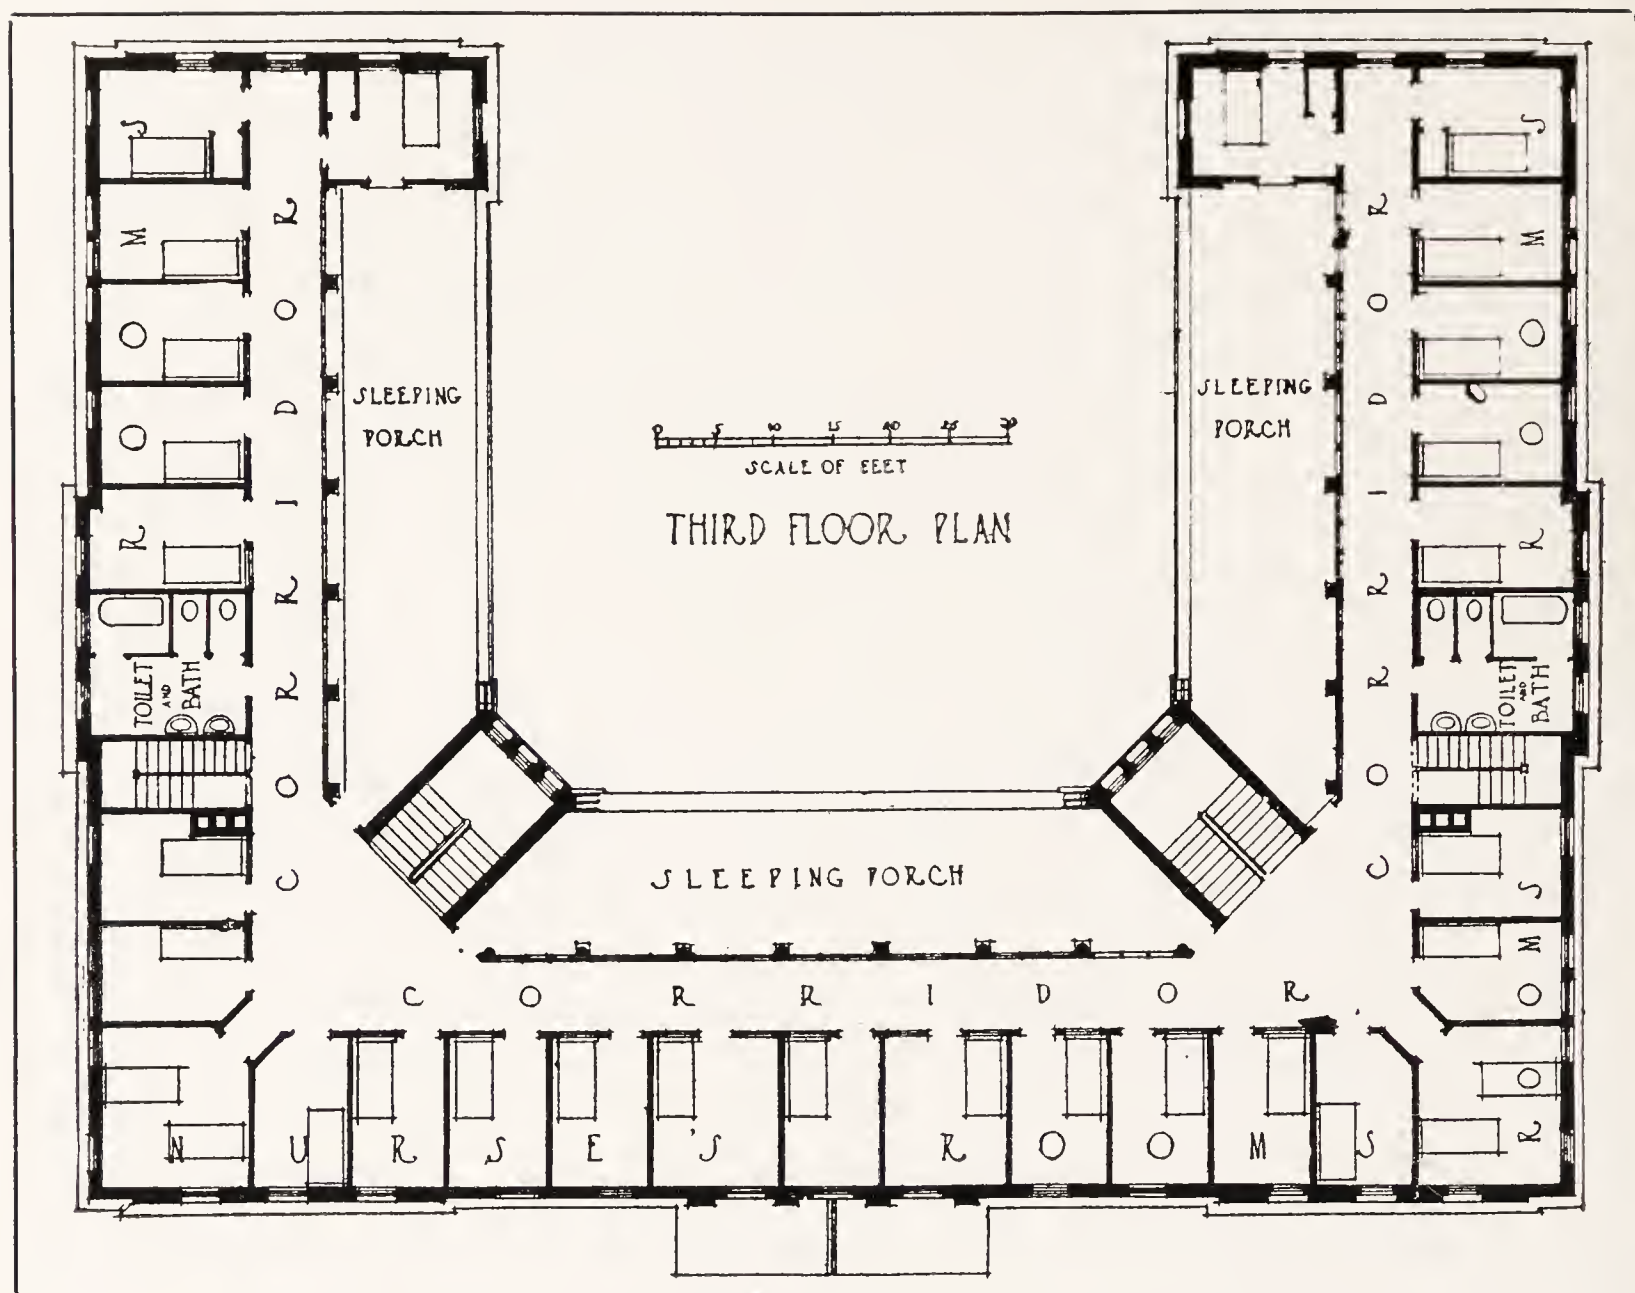 ROOMS
CORRIDOR
SLEEPING
PORCH
TOILET
AND
BATH
0 5 10 15 20 25 30
SCALE OF FEET
THIRD FLOOR PLAN
SLEEPING
PORCH
CORRIDOR
ROOMS
TOILET
AND
BATH
SLEEPING PORCH
CORRIDOR
NURSE'S ROOMS
ROOMS